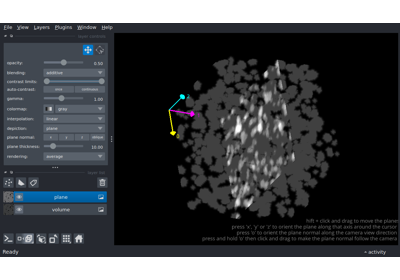 File View Layers Plugins Window Help
layer controls
opacity: 0.50
blending: additive
contrast limits:
auto-contrast: once continuous
gamma: 1.00
colormap: gray
interpolation: linear
depiction: plane
plane normal: x y z oblique
plane thickness: 10.00
rendering: average
layer list
plane
volume
shift + click and drag to move the plane
press 'x', 'y' or 'z' to orient the plane along that axis around the cursor
press 'o' to orient the plane normal along the camera view direction
press and hold 'o' then click and drag to make the plane normal follow the camera
Ready
activity